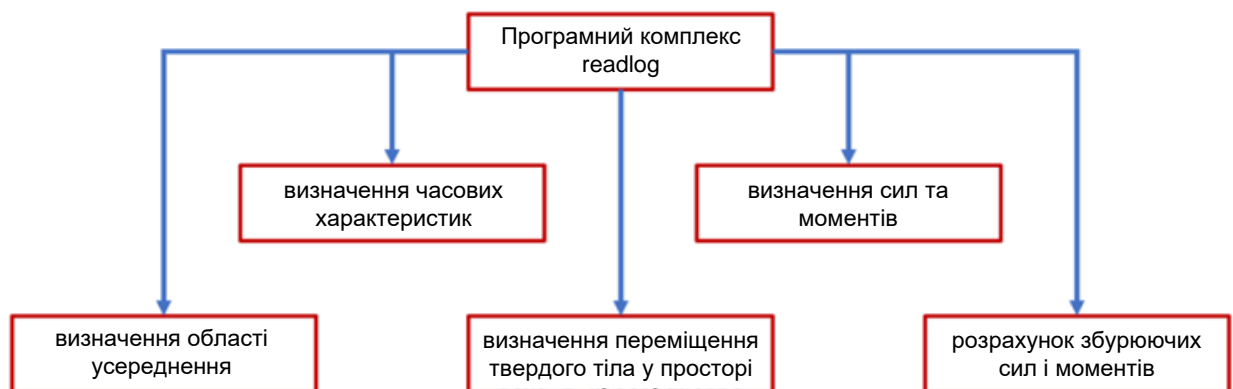 Програмний комплекс
readlog
визначення часових
характеристик
визначення сил та
моментів
визначення області
усереднення
визначення переміщення
твердого тіла у просторі
розрахунок збурюючих
сил і моментів